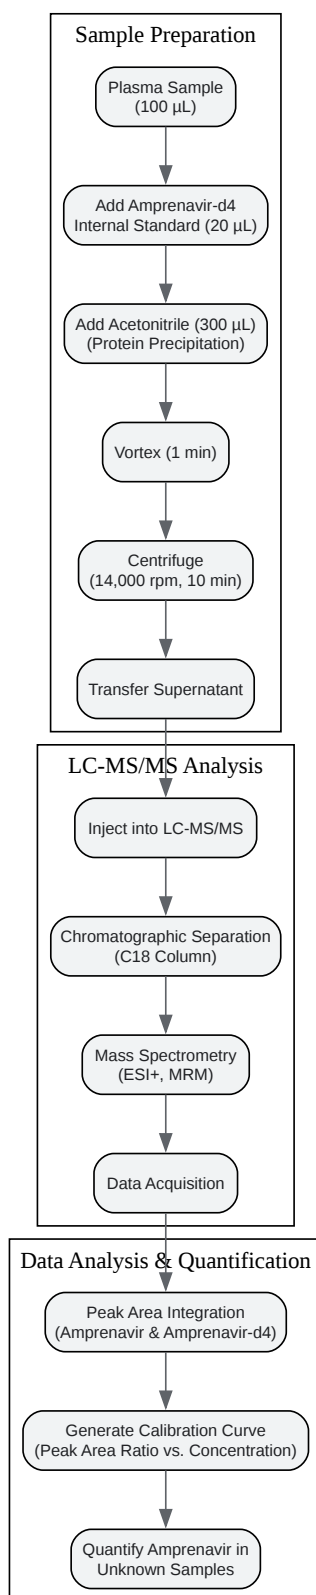 Sample Preparation
Plasma Sample
(100 µL)
Add Amprenavir-d4
Internal Standard (20 µL)
Add Acetonitrile (300 µL)
(Protein Precipitation)
Vortex (1 min)
Centrifuge
(14,000 rpm, 10 min)
Transfer Supernatant
LC-MS/MS Analysis
Inject into LC-MS/MS
Chromatographic Separation
(C18 Column)
Mass Spectrometry
(ESI+, MRM)
Data Acquisition
Data Analysis & Quantification
Peak Area Integration
(Amprenavir & Amprenavir-d4)
Generate Calibration Curve
(Peak Area Ratio vs. Concentration)
Quantify Amprenavir in
Unknown Samples